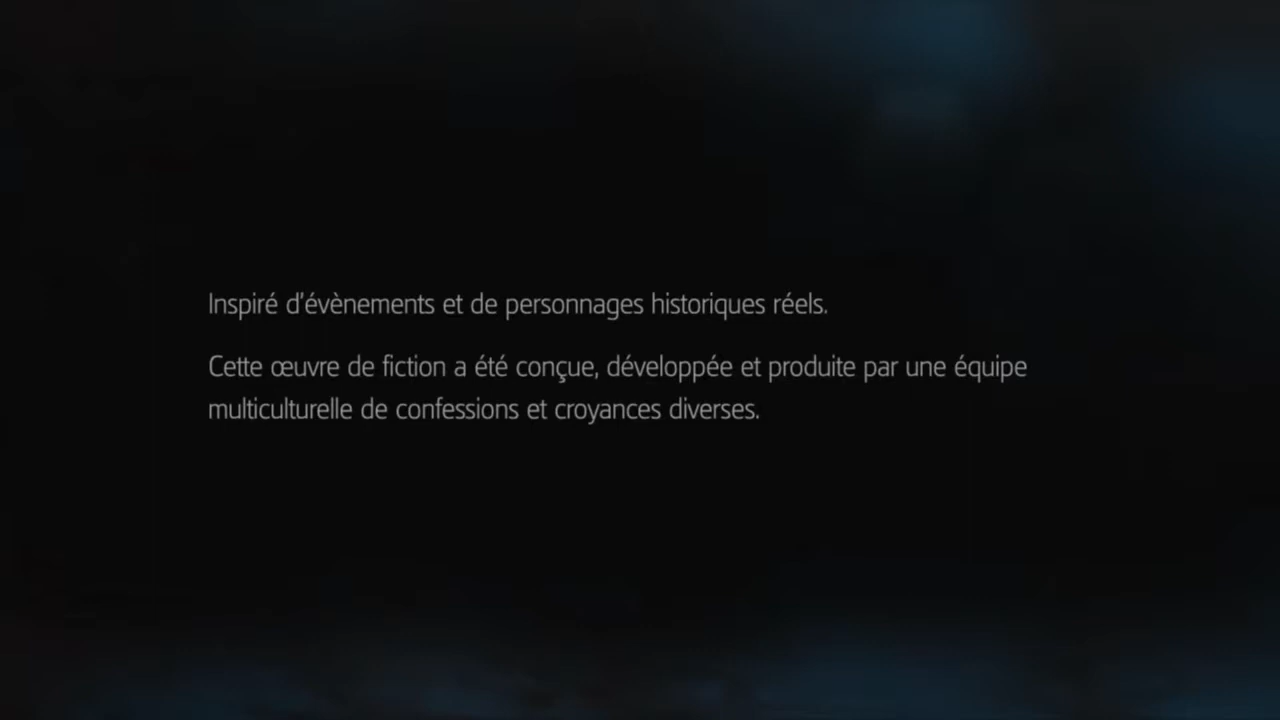 Inspiré d'évènements et de personnages historiques réels.
Cette œuvre de fiction a été conçue, développée et produite par une équipe
multiculturelle de confessions et croyances diverses.